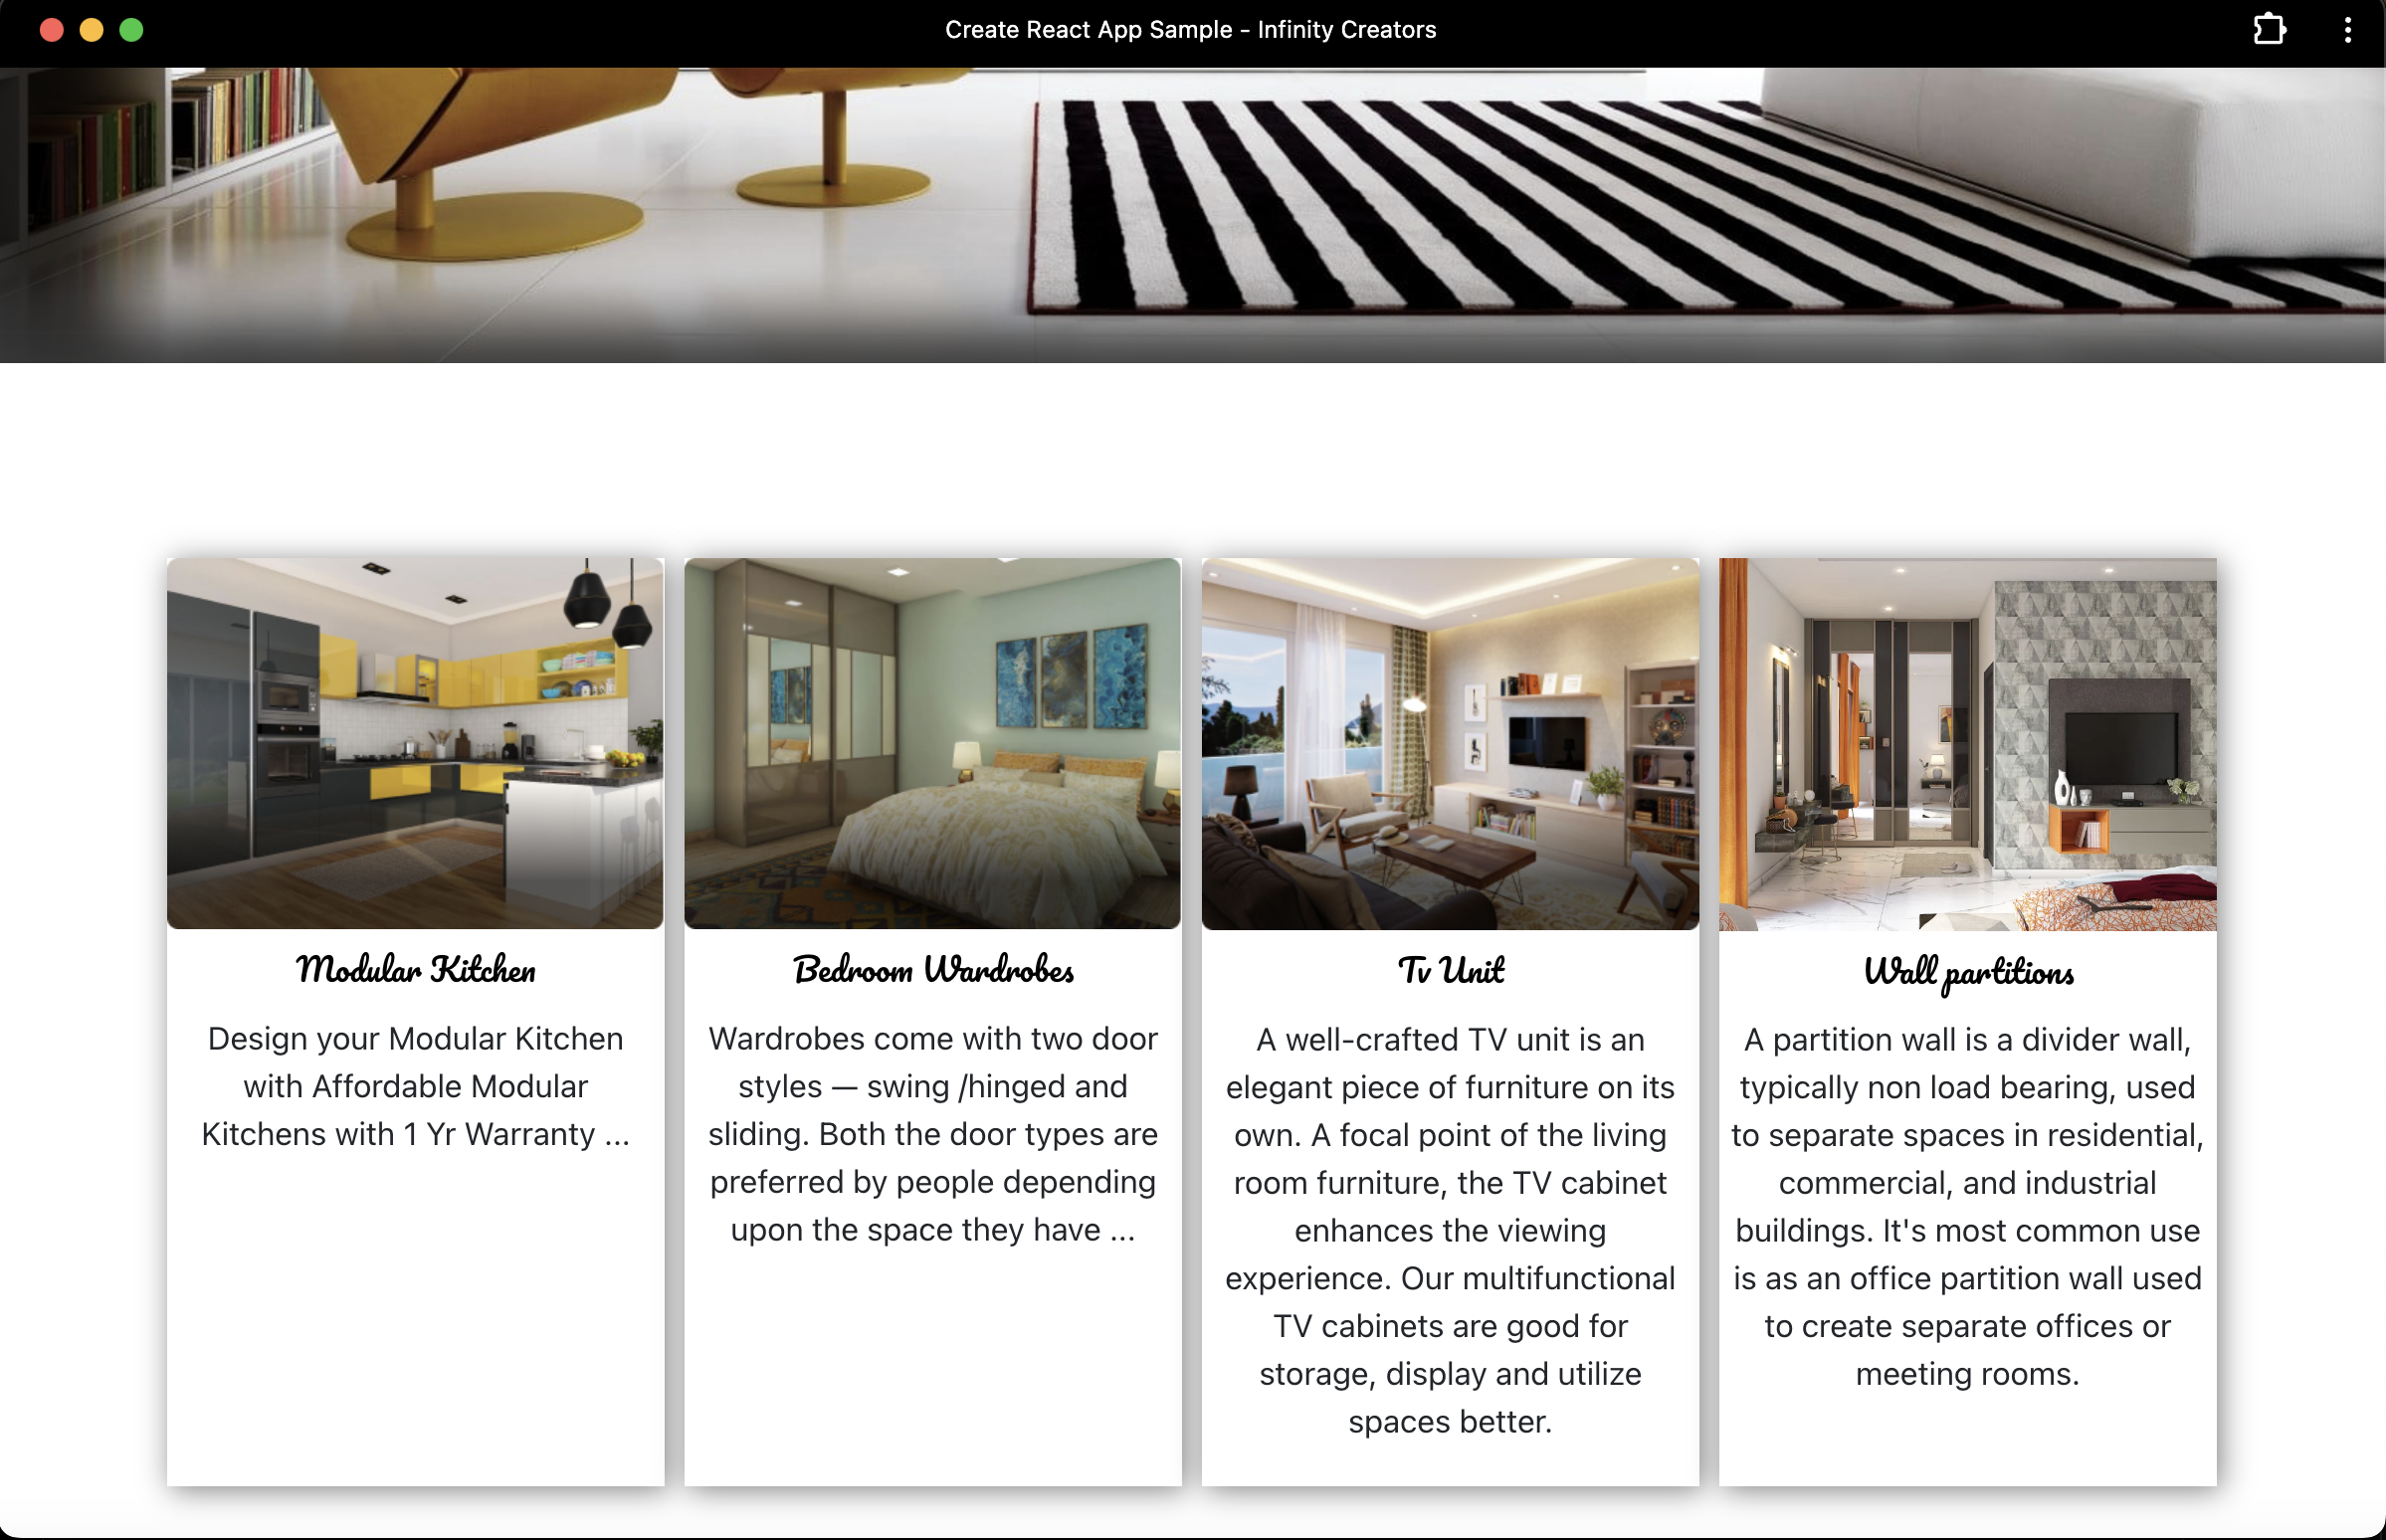 Create React App Sample - Infinity Creators
Modular Kitchen
Design your Modular Kitchen
with Affordable Modular
Kitchens with 1 Yr Warranty ...
Bedroom Wardrobes
Wardrobes come with two door
styles — swing /hinged and
sliding. Both the door types are
preferred by people depending
upon the space they have ...
Tv Unit
A well-crafted TV unit is an
elegant piece of furniture on its
own. A focal point of the living
room furniture, the TV cabinet
enhances the viewing
experience. Our multifunctional
TV cabinets are good for
storage, display and utilize
spaces better.
Wall partitions
A partition wall is a divider wall,
typically non load bearing, used
to separate spaces in residential,
commercial, and industrial
buildings. It's most common use
is as an office partition wall used
to create separate offices or
meeting rooms.